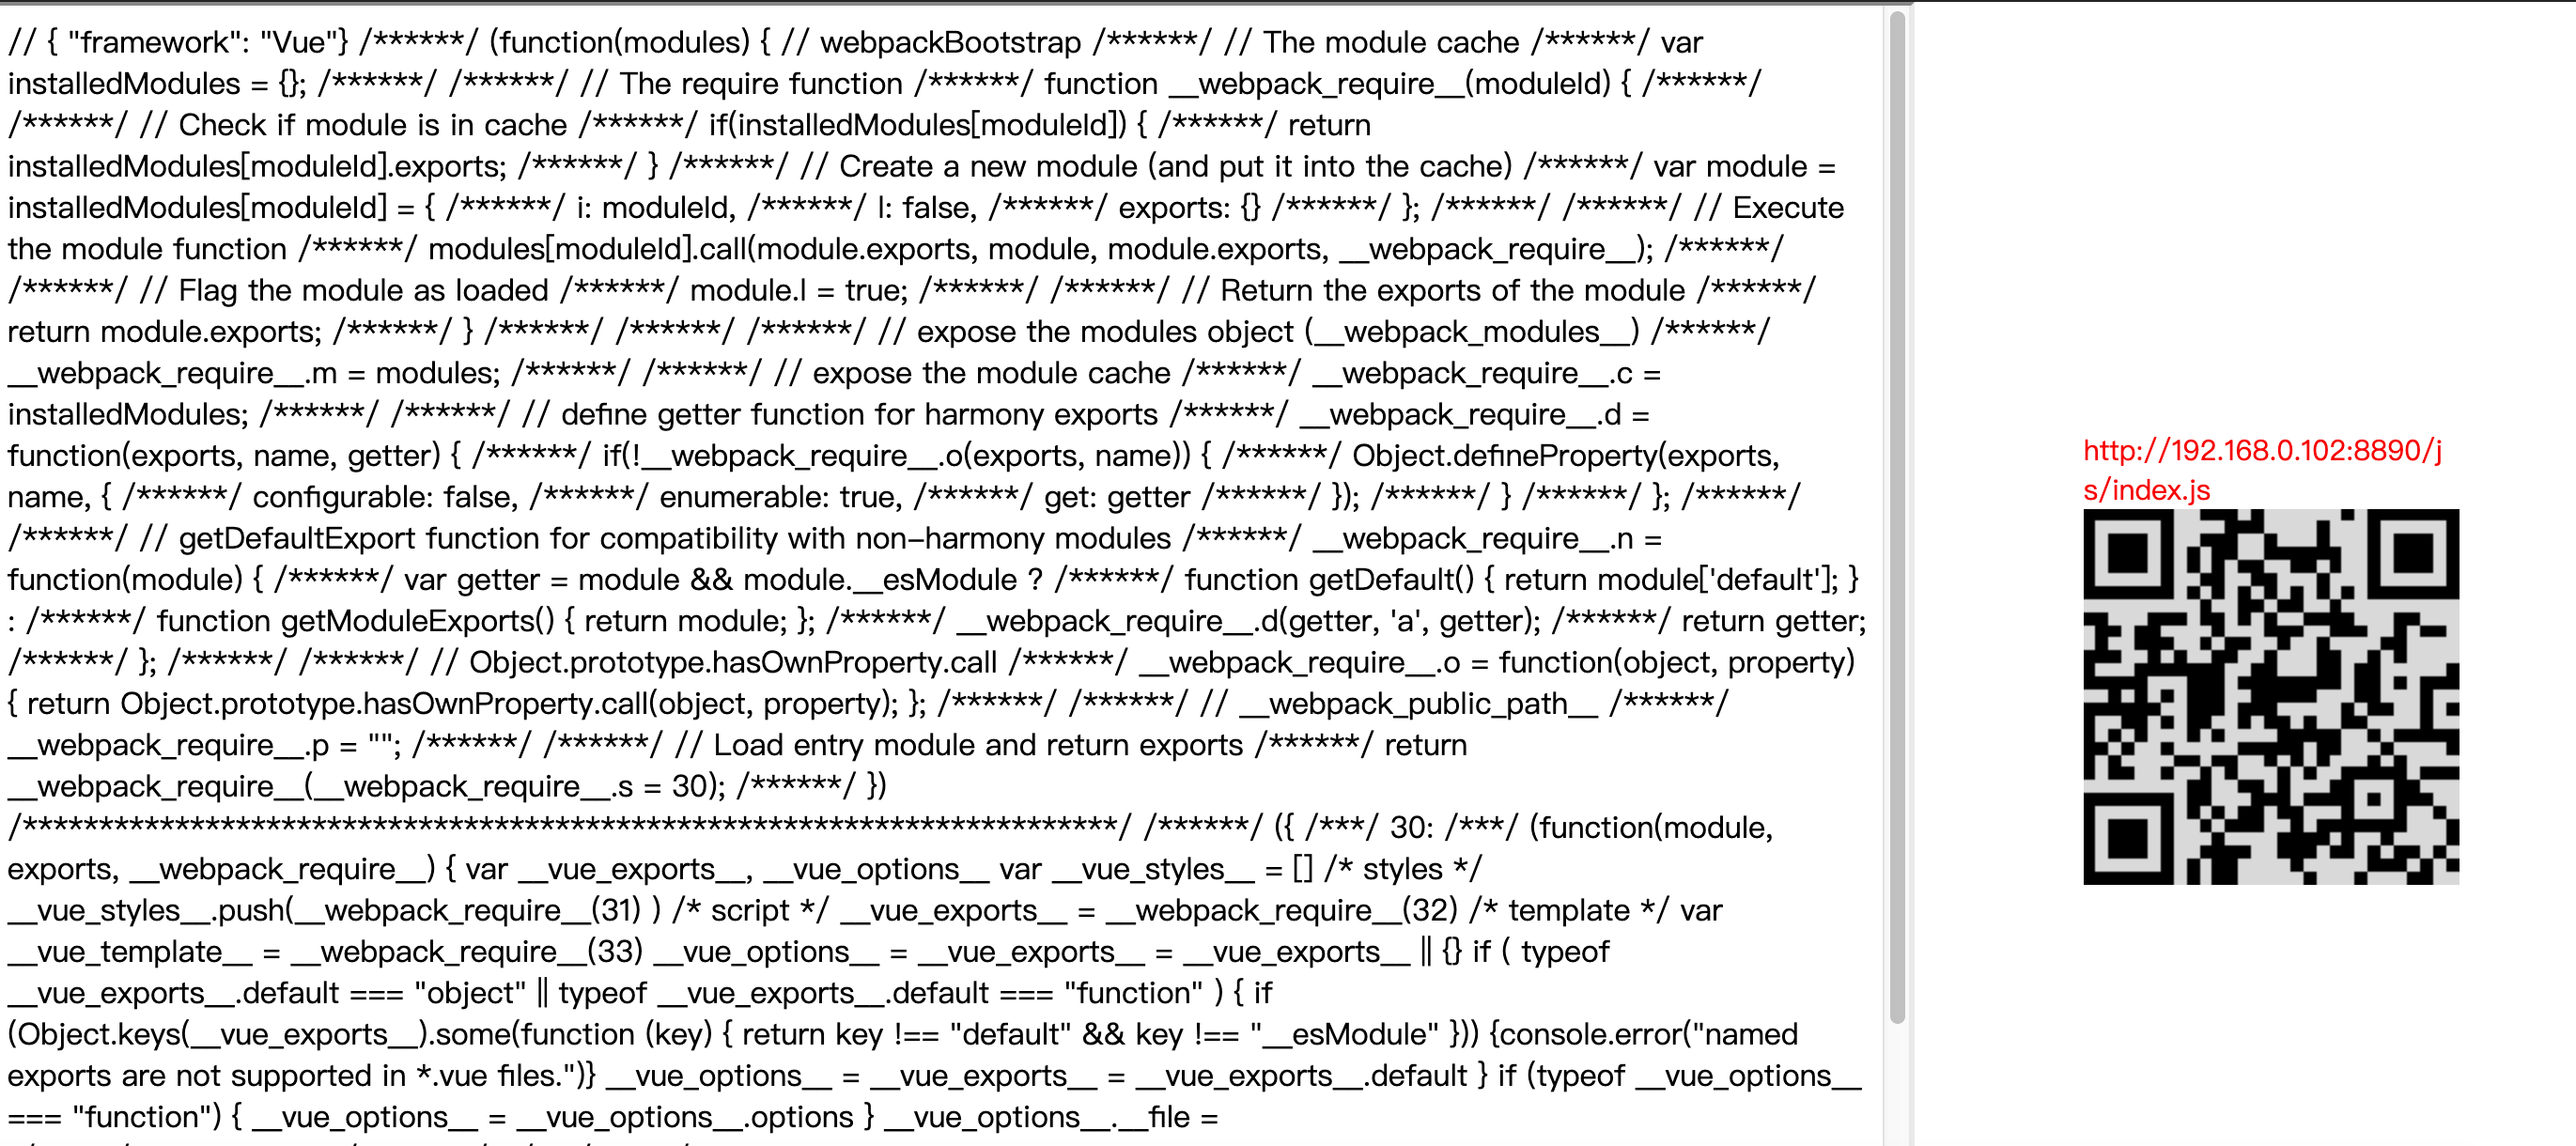 // { "framework": "Vue"} /******/ (function(modules) { // webpackBootstrap /******/ // The module cache /******/ var
installedModules = {}; /******/ /******/ // The require function /******/ function __webpack_require__(moduleId) { /******/
/******/ // Check if module is in cache /******/ if(installedModules[moduleId]) { /******/ return
installedModules[moduleId].exports; /******/ } /******/ // Create a new module (and put it into the cache) /******/ var module =
installedModules[moduleId] = { /******/ i: moduleId, /******/ l: false, /******/ exports: {} /******/ }; /******/ /******/ // Execute
the module function /******/ modules[moduleId].call(module.exports, module, module.exports, __webpack_require__); /******/
/******/ // Flag the module as loaded /******/ module.l = true; /******/ /******/ // Return the exports of the module /******/
return module.exports; /******/ } /******/ /******/ /******/ // expose the modules object (__webpack_modules__) /******/
__webpack_require__.m = modules; /******/ /******/ // expose the module cache /******/ __webpack_require__.c =
installedModules; /******/ /******/ // define getter function for harmony exports /******/ __webpack_require__.d =
function(exports, name, getter) { /******/ if(!__webpack_require__.o(exports, name)) { /******/ Object.defineProperty(exports,
name, { /******/ configurable: false, /******/ enumerable: true, /******/ get: getter /******/ }); /******/ } /******/ }; /******/
/******/ // getDefaultExport function for compatibility with non-harmony modules /******/ __webpack_require__.n =
function(module) { /******/ var getter = module && module.__esModule ? /******/ function getDefault() { return module['default']; }
: /******/ function getModuleExports() { return module; }; /******/ __webpack_require__.d(getter, 'a', getter); /******/ return getter;
/******/ }; /******/ /******/ // Object.prototype.hasOwnProperty.call /******/ __webpack_require__.o = function(object, property)
{ return Object.prototype.hasOwnProperty.call(object, property); }; /******/ /******/ // __webpack_public_path__ /******/
__webpack_require__.p = ""; /******/ /******/ // Load entry module and return exports /******/ return
__webpack_require__(__webpack_require__.s = 30); /******/ })
/************************************************************************/ /******/ ({ /***/ 30: /***/ (function(module,
exports, __webpack_require__) { var __vue_exports__, __vue_options__ var __vue_styles__ = [] /* styles */
__vue_styles__.push(__webpack_require__(31) ) /* script */ __vue_exports__ = __webpack_require__(32) /* template */ var
__vue_template__ = __webpack_require__(33) __vue_options__ = __vue_exports__ = __vue_exports__ || {} if ( typeof
__vue_exports__.default === "object" || typeof __vue_exports__.default === "function" ) { if
(Object.keys(__vue_exports__).some(function (key) { return key !== "default" && key !== "__esModule" })) {console.error("named
exports are not supported in *.vue files.")} __vue_options__ = __vue_exports__ = __vue_exports__.default } if (typeof __vue_options__
=== "function") { __vue_options__ = __vue_options__.options } __vue_options__.__file =
http://192.168.0.102:8890/j
s/index.js